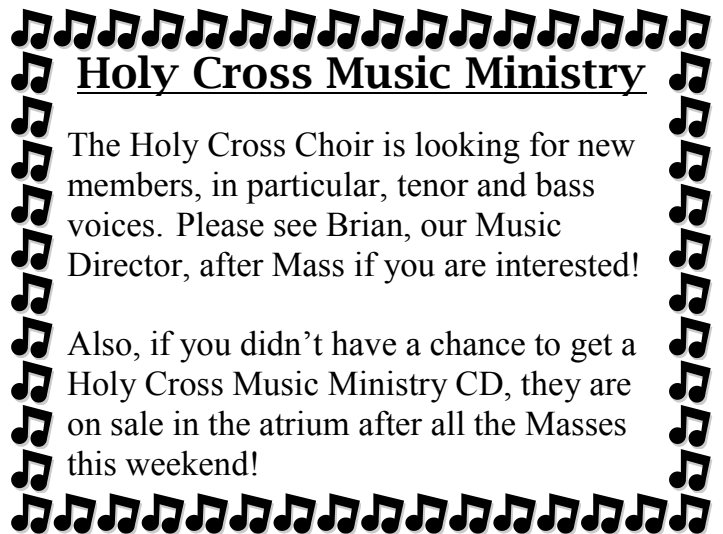 Holy Cross Music Ministry
The Holy Cross Choir is looking for new
members, in particular, tenor and bass
voices. Please see Brian, our Music
Director, after Mass if you are interested!
Also, if you didn’t have a chance to get a
Holy Cross Music Ministry CD, they are
on sale in the atrium after all the Masses
this weekend!